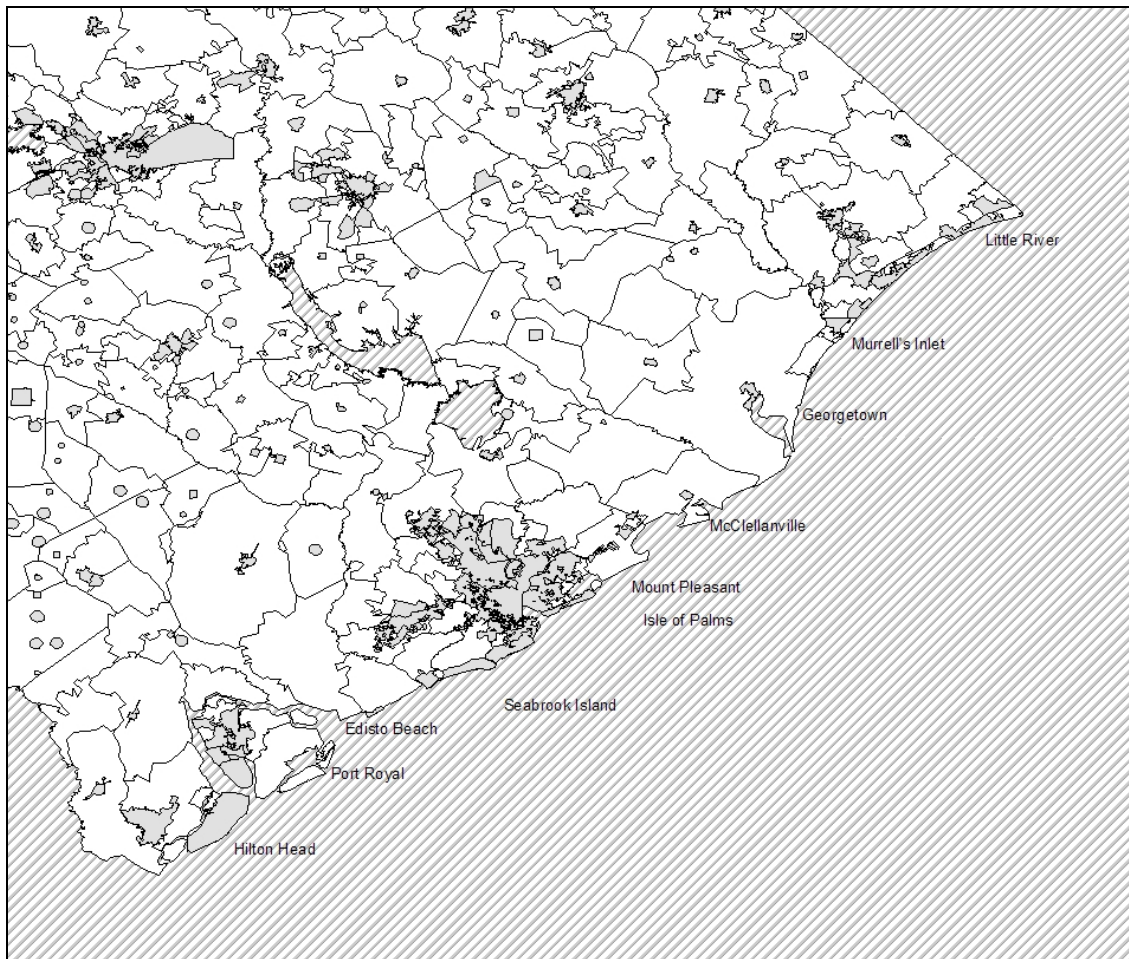 Little River
Murrell's Inlet
Georgetown
McClellanville
Mount Pleasant
Isle of Palms
Seabrook Island
Edisto Beach
Port Royal
Hilton Head